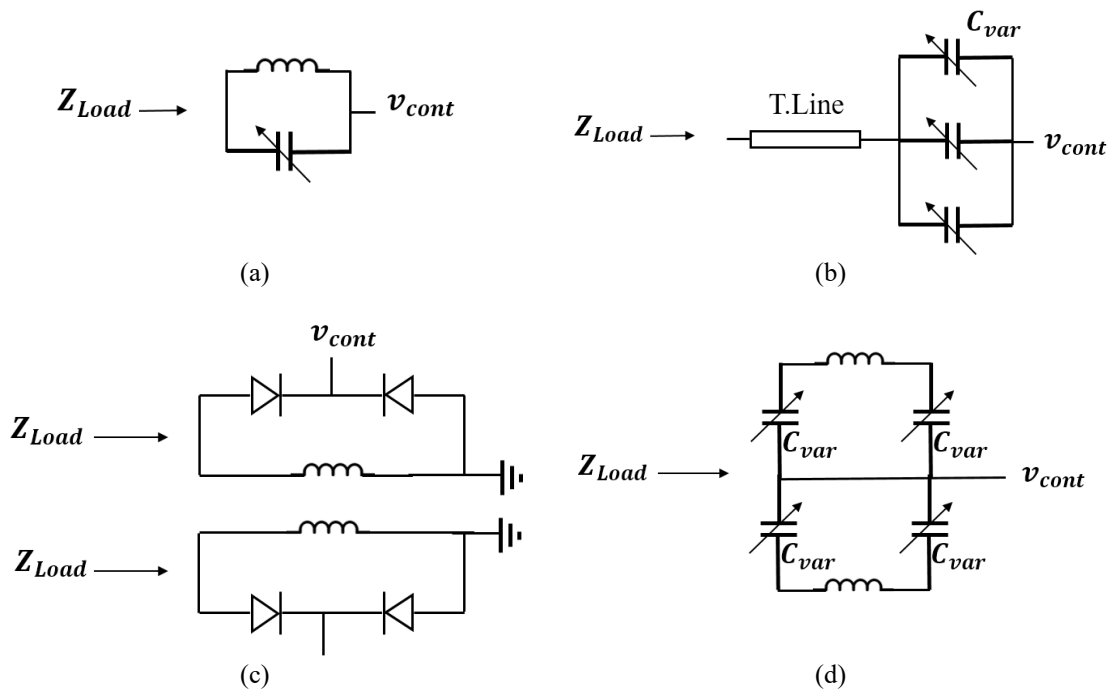 Z_Load
v_cont
(a)
C_var
T.Line
Z_Load
v_cont
(b)
v_cont
Z_Load
Z_Load
(c)
Z_Load
C_var
C_var
v_cont
C_var
C_var
(d)